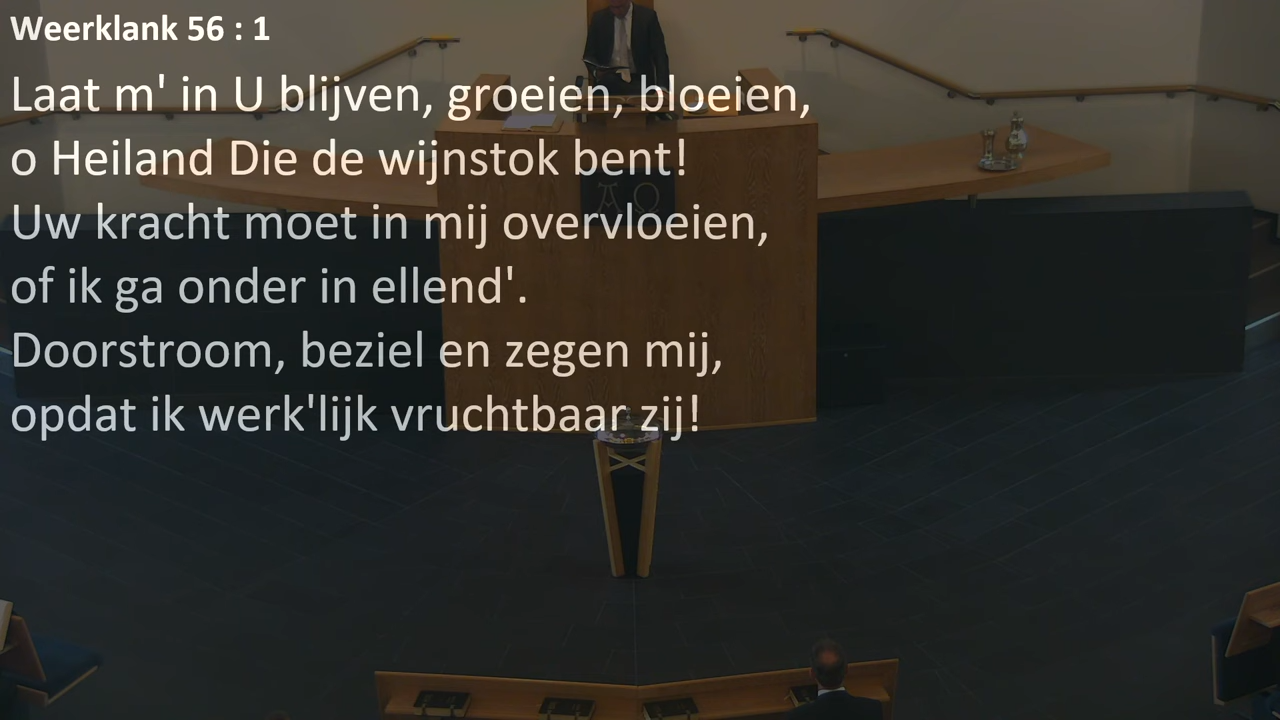 Weerklank 56 : 1
Laat m' in U blijven, groeien, bloeien,
o Heiland Die de wijnstok bent!
Uw kracht moet in mij overvloeien,
of ik ga onder in ellend'.
Doorstroom, beziel en zegen mij,
opdat ik werk'lijk vruchtbaar zij!
Α Ω